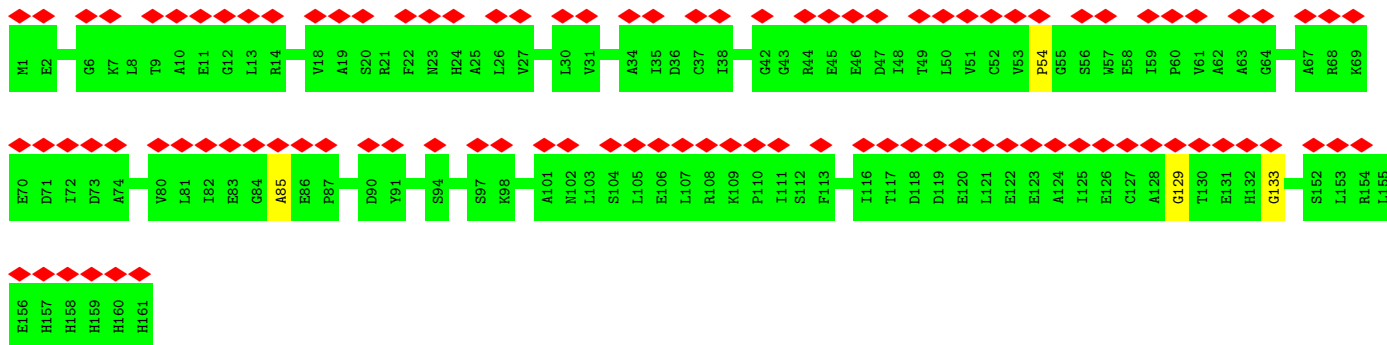 M1 E2 G6 K7 L8 T9 A10 E11 G12 L13 R14 V18 A19 S20 R21 F22 N23 H24 A25 L26 V27 L30 V31 A34 I35 D36 C37 I38 G42 G43 R44 E45 E46 D47 I48 T49 L50 V51 C52 V53 P54 G55 S56 W57 E58 I59 P60 V61 A62 A63 G64 A67 R68 K69
E70 D71 I72 D73 A74 V80 L81 I82 E83 G84 A85 E86 P87 D90 Y91 S94 S97 K98 A101 N102 L103 S104 L105 E106 L107 R108 K109 P110 I111 S112 F113 I116 T117 D118 D119 E120 L121 E122 E123 A124 I125 E126 C127 A128 G129 T130 E131 H132 G133 S152 L153 R154 L155
E156 H157 H158 H159 H160 H161